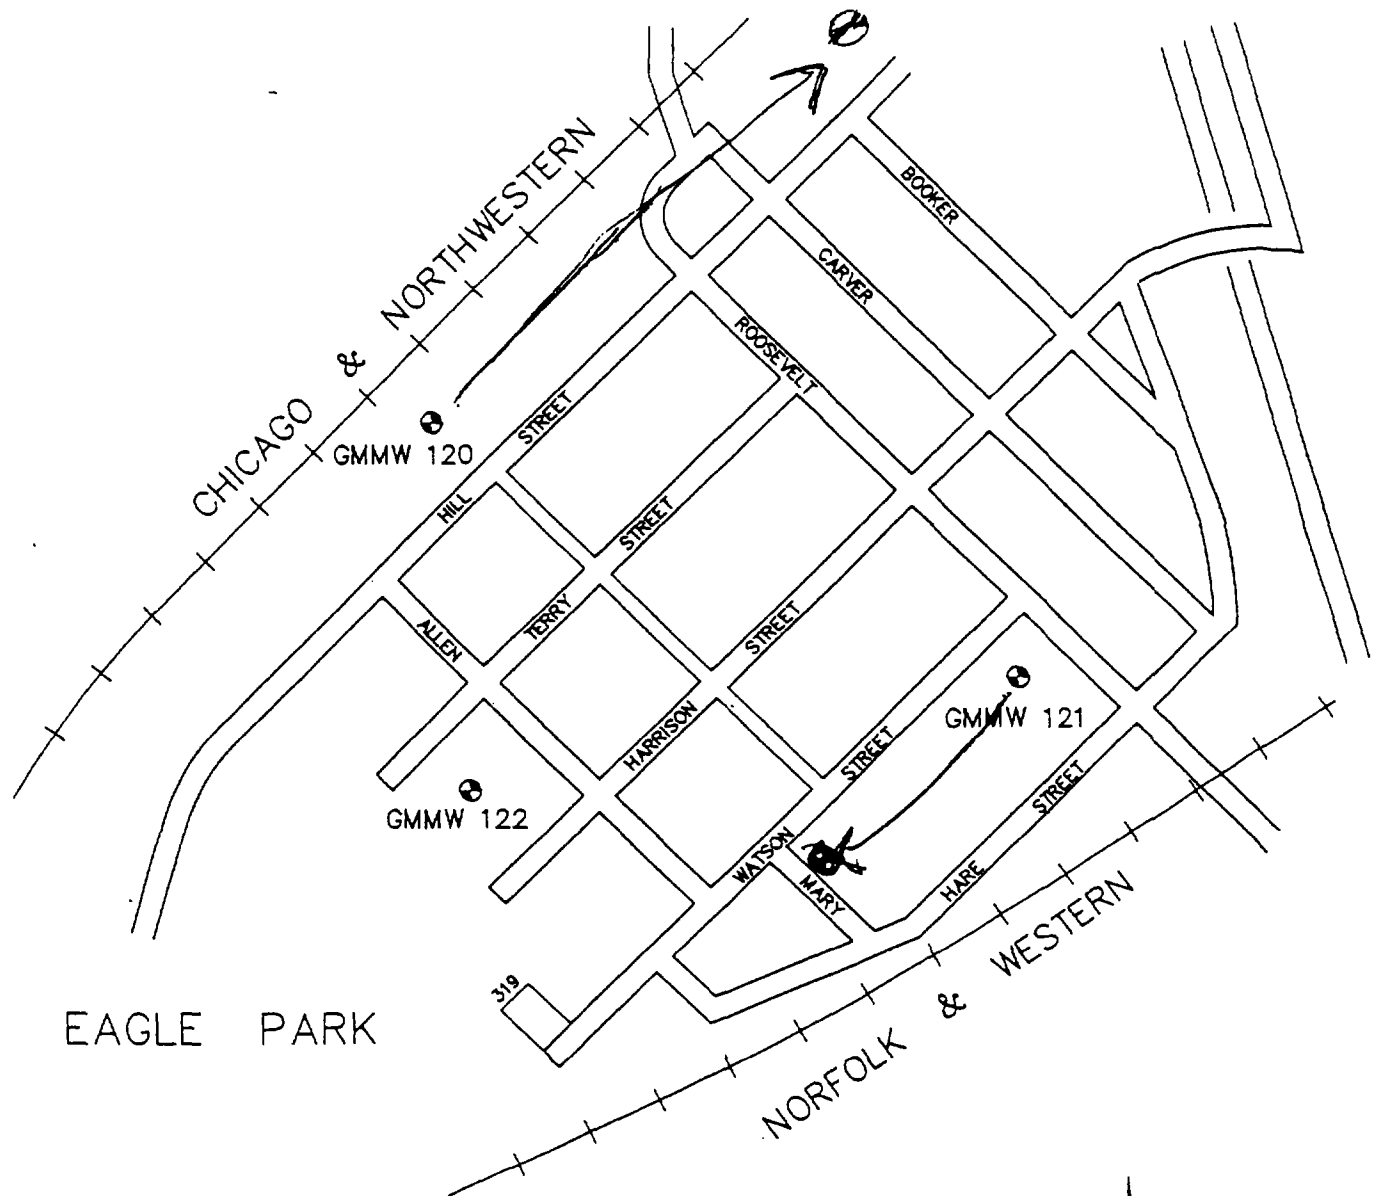 CHICAGO & NORTHWESTERN
BOOKER
CARVER
ROOSEVELT
GMMW 120
HILL STREET
TERRY STREET
ALLEN
HARRISON STREET
GMMW 121
GMMW 122
WATSON STREET
MARY
HARE STREET
319
EAGLE PARK
NORFOLK & WESTERN